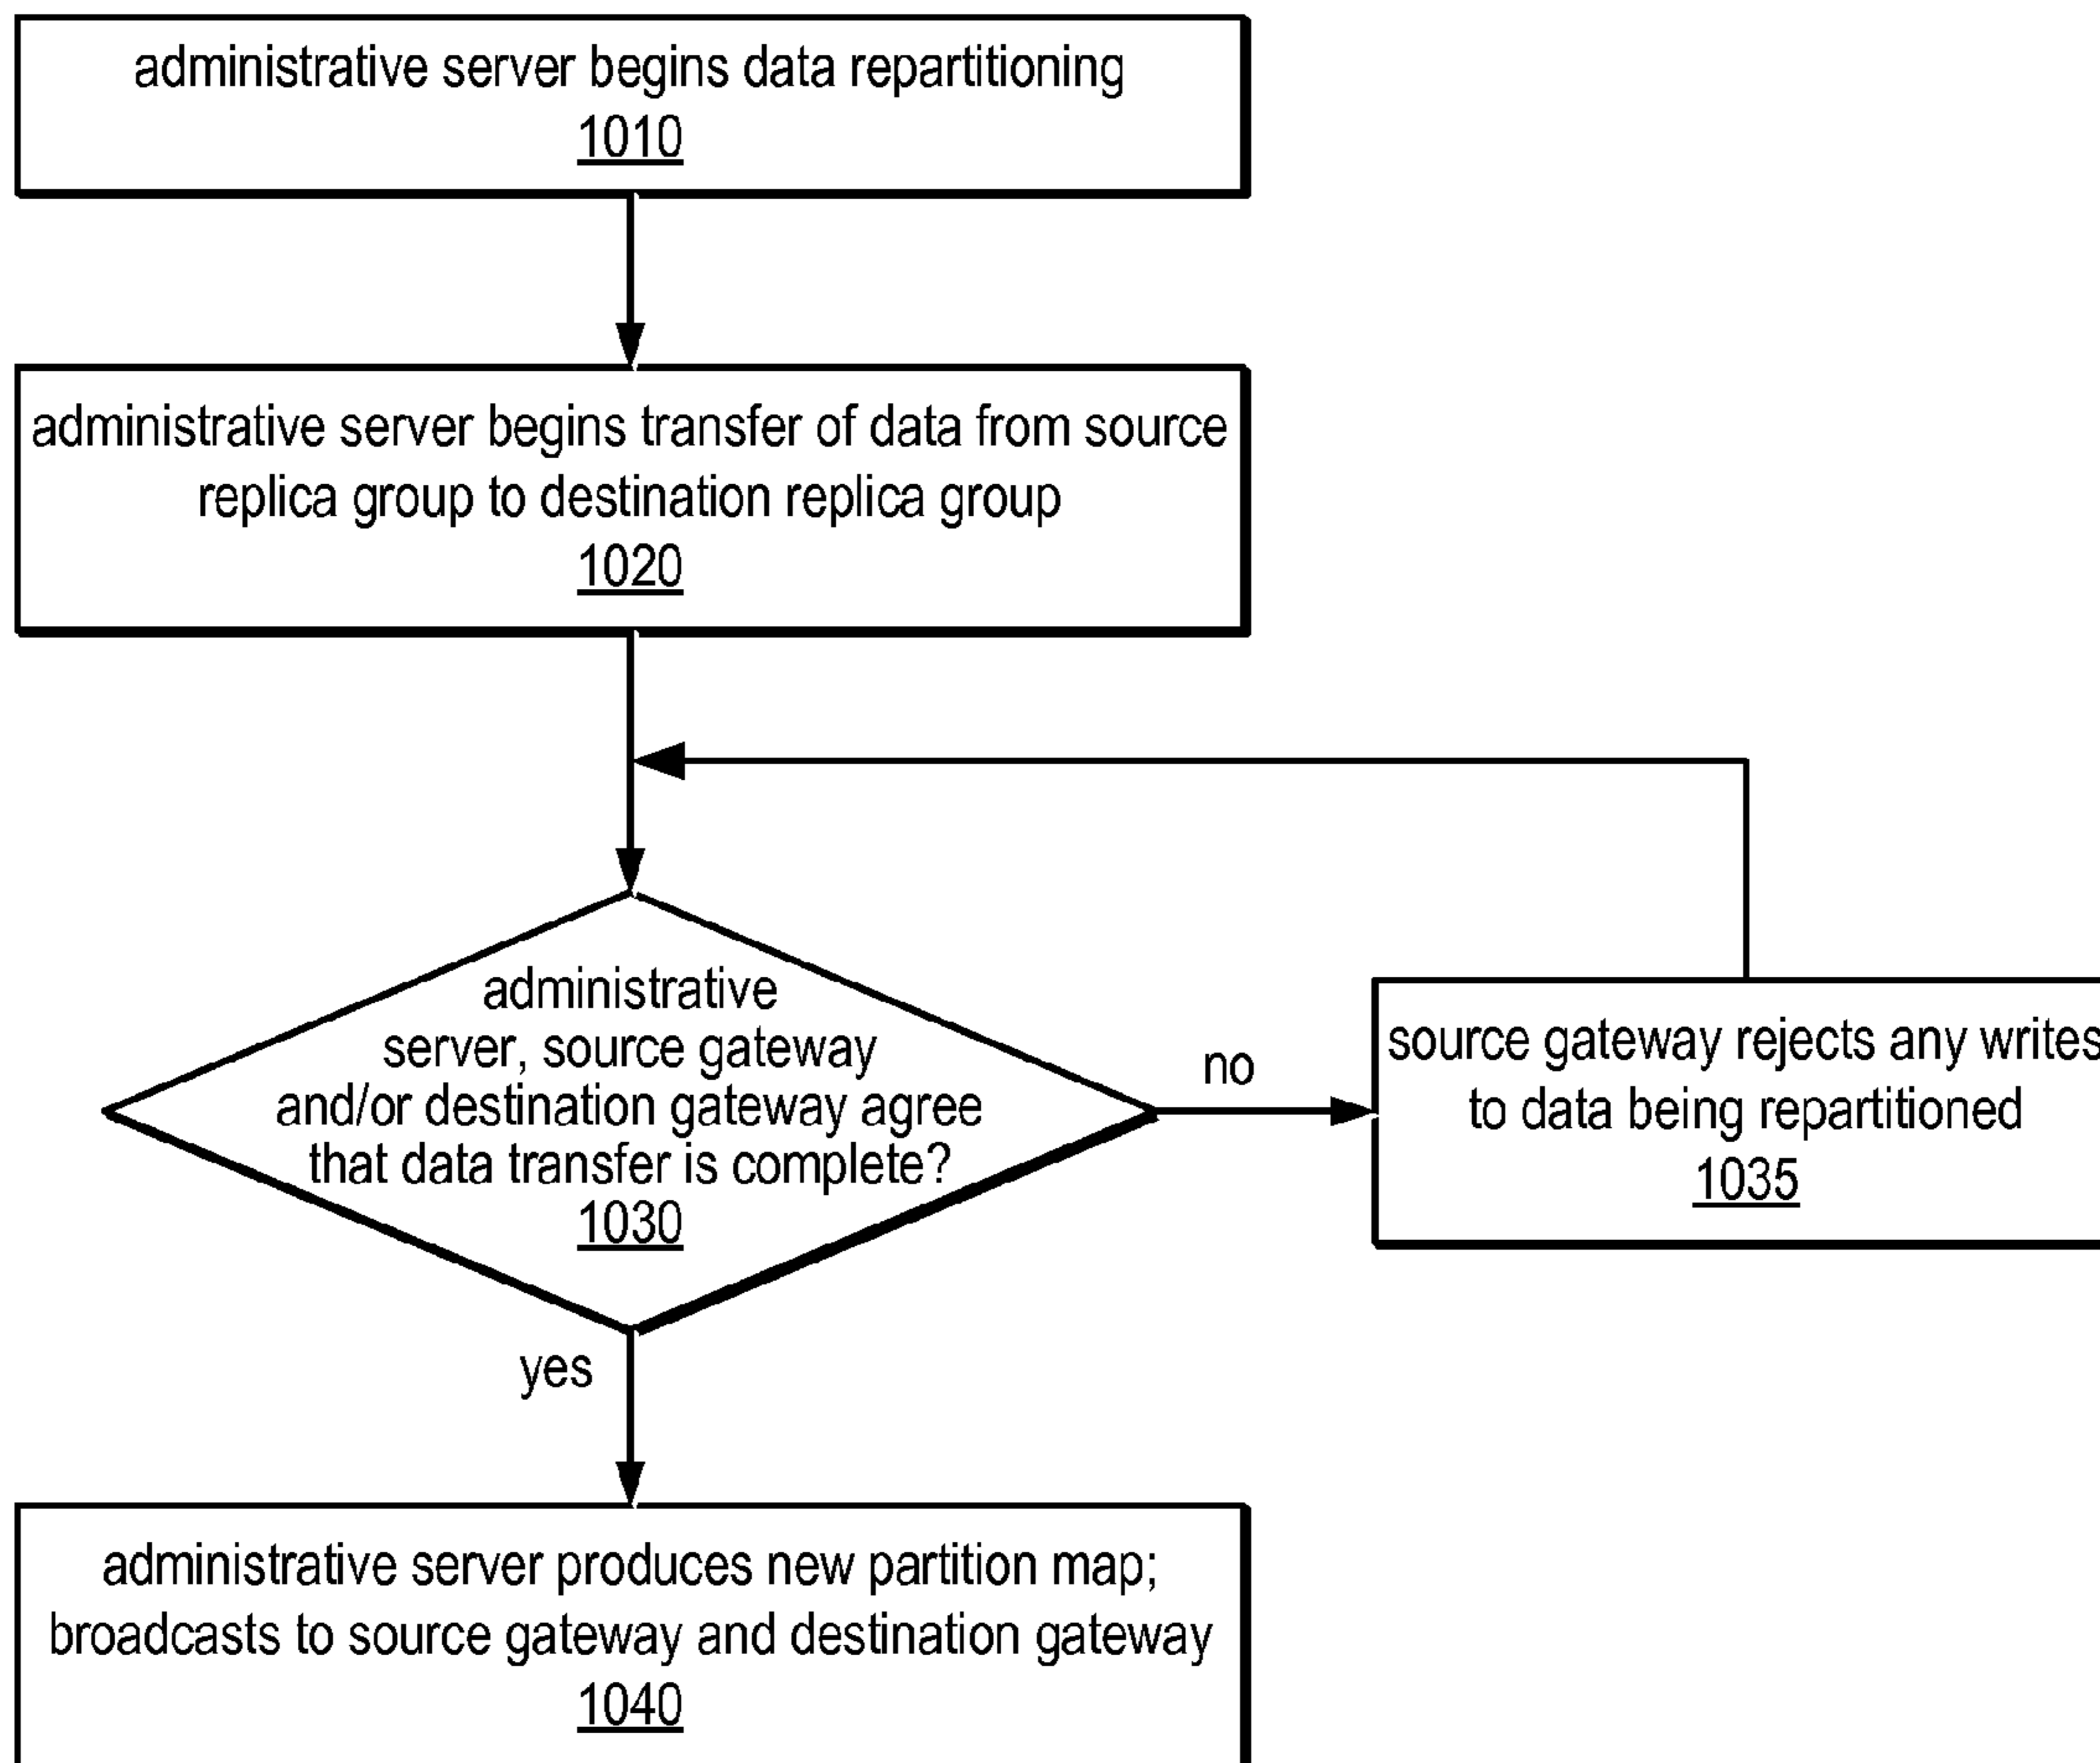 administrative server begins data repartitioning
1010
administrative server begins transfer of data from source
replica group to destination replica group
1020
administrative
server, source gateway
and/or destination gateway agree
that data transfer is complete?
1030
no
source gateway rejects any writes
to data being repartitioned
1035
yes
administrative server produces new partition map;
broadcasts to source gateway and destination gateway
1040